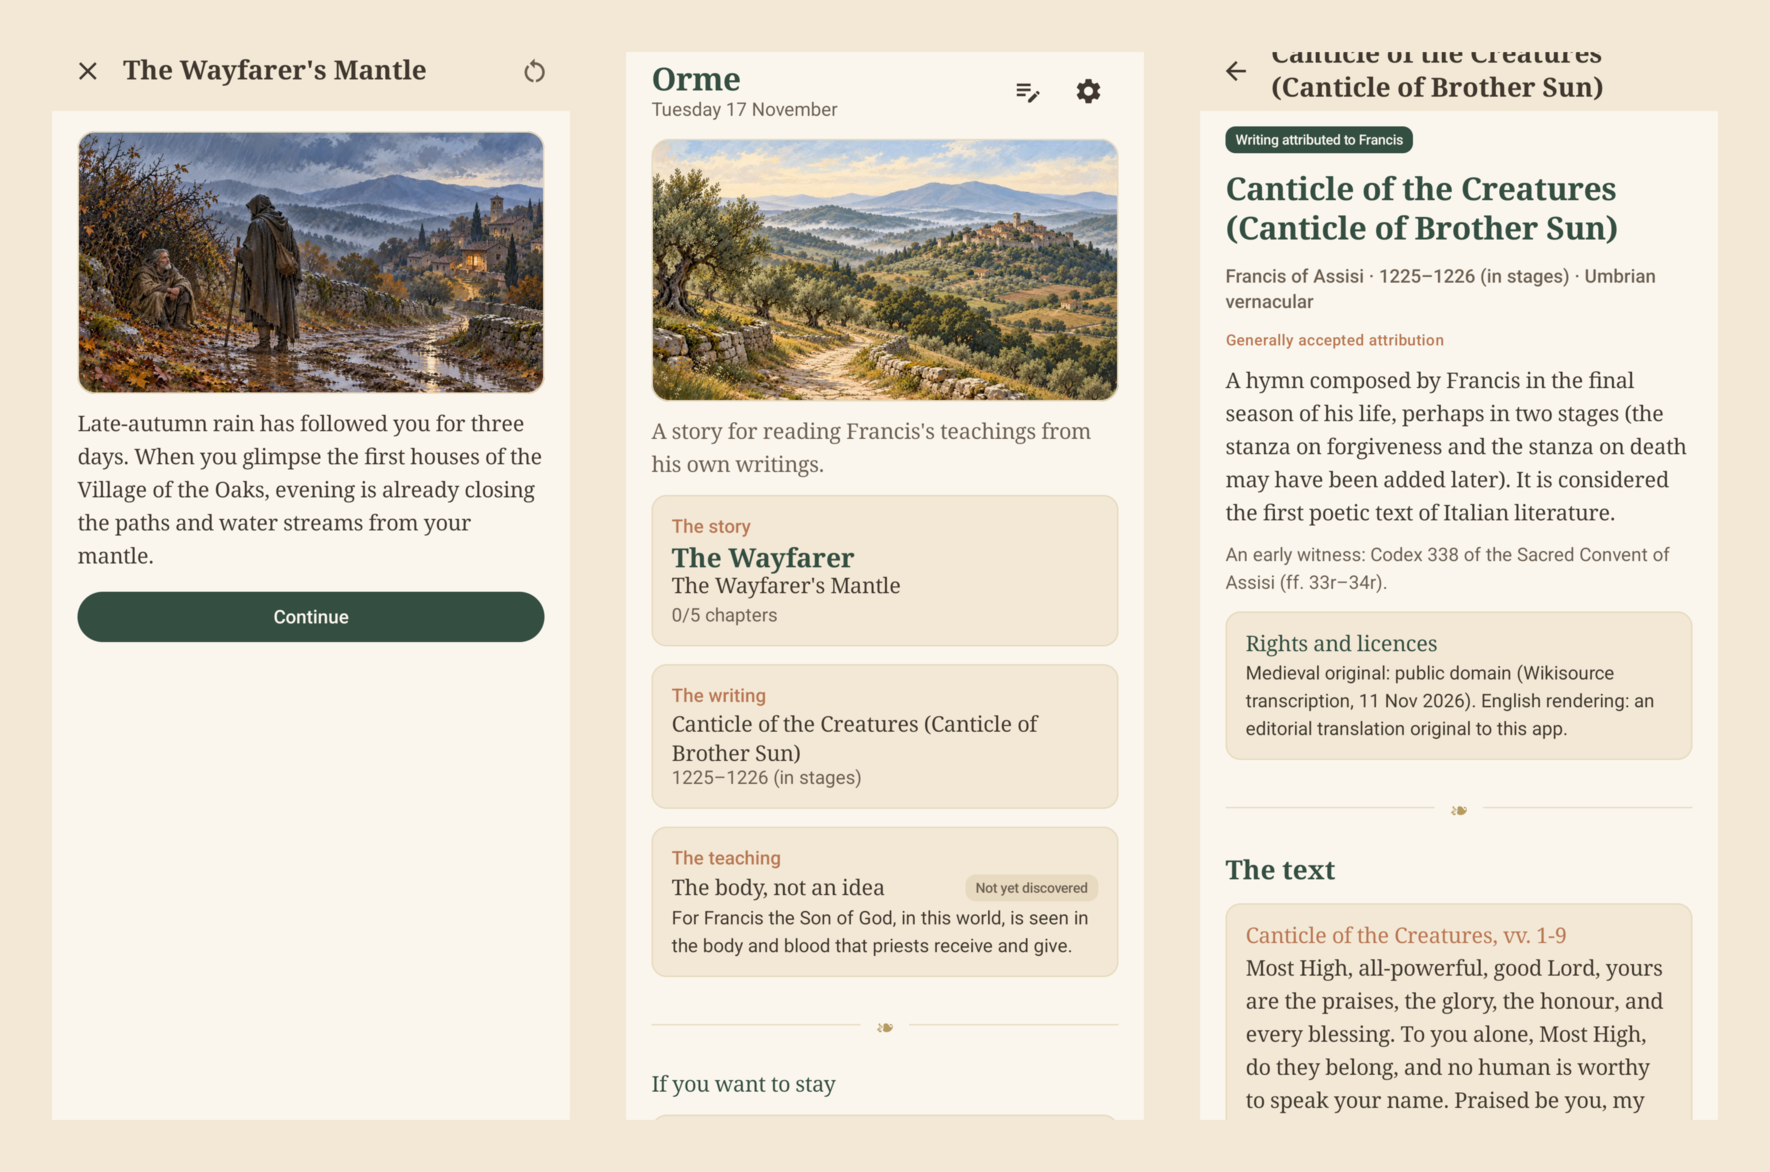 The Wayfarer's Mantle
Late-autumn rain has followed you for three
days. When you glimpse the first houses of the
Village of the Oaks, evening is already closing
the paths and water streams from your
mantle.
Continue
Orme
Tuesday 17 November
A story for reading Francis's teachings from
his own writings.
The story
The Wayfarer
The Wayfarer's Mantle
0/5 chapters
The writing
Canticle of the Creatures (Canticle of
Brother Sun)
1225–1226 (in stages)
The teaching
The body, not an idea
Not yet discovered
For Francis the Son of God, in this world, is seen in
the body and blood that priests receive and give.
If you want to stay
Canticle of the Creatures
(Canticle of Brother Sun)
Writing attributed to Francis
Canticle of the Creatures
(Canticle of Brother Sun)
Francis of Assisi · 1225–1226 (in stages) · Umbrian
vernacular
Generally accepted attribution
A hymn composed by Francis in the final
season of his life, perhaps in two stages (the
stanza on forgiveness and the stanza on death
may have been added later). It is considered
the first poetic text of Italian literature.
An early witness: Codex 338 of the Sacred Convent of
Assisi (ff. 33r–34r).
Rights and licences
Medieval original: public domain (Wikisource
transcription, 11 Nov 2026). English rendering: an
editorial translation original to this app.
The text
Canticle of the Creatures, vv. 1-9
Most High, all-powerful, good Lord, yours
are the praises, the glory, the honour, and
every blessing. To you alone, Most High,
do they belong, and no human is worthy
to speak your name. Praised be you, my